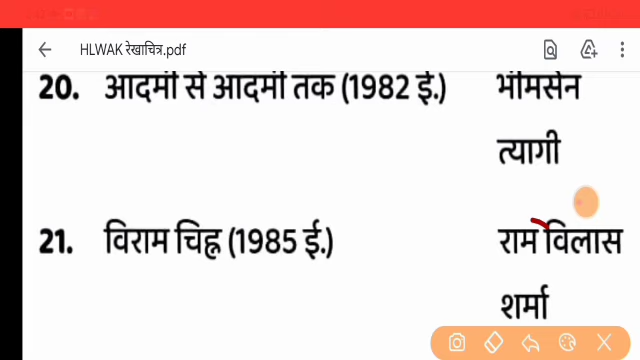 HLWAK रेखाचित्र.pdf
20. आदमी से आदमी तक (1982 ई.) भीमसेन
त्यागी
21. विराम चिह्न (1985 ई.) राम विलास
शर्मा